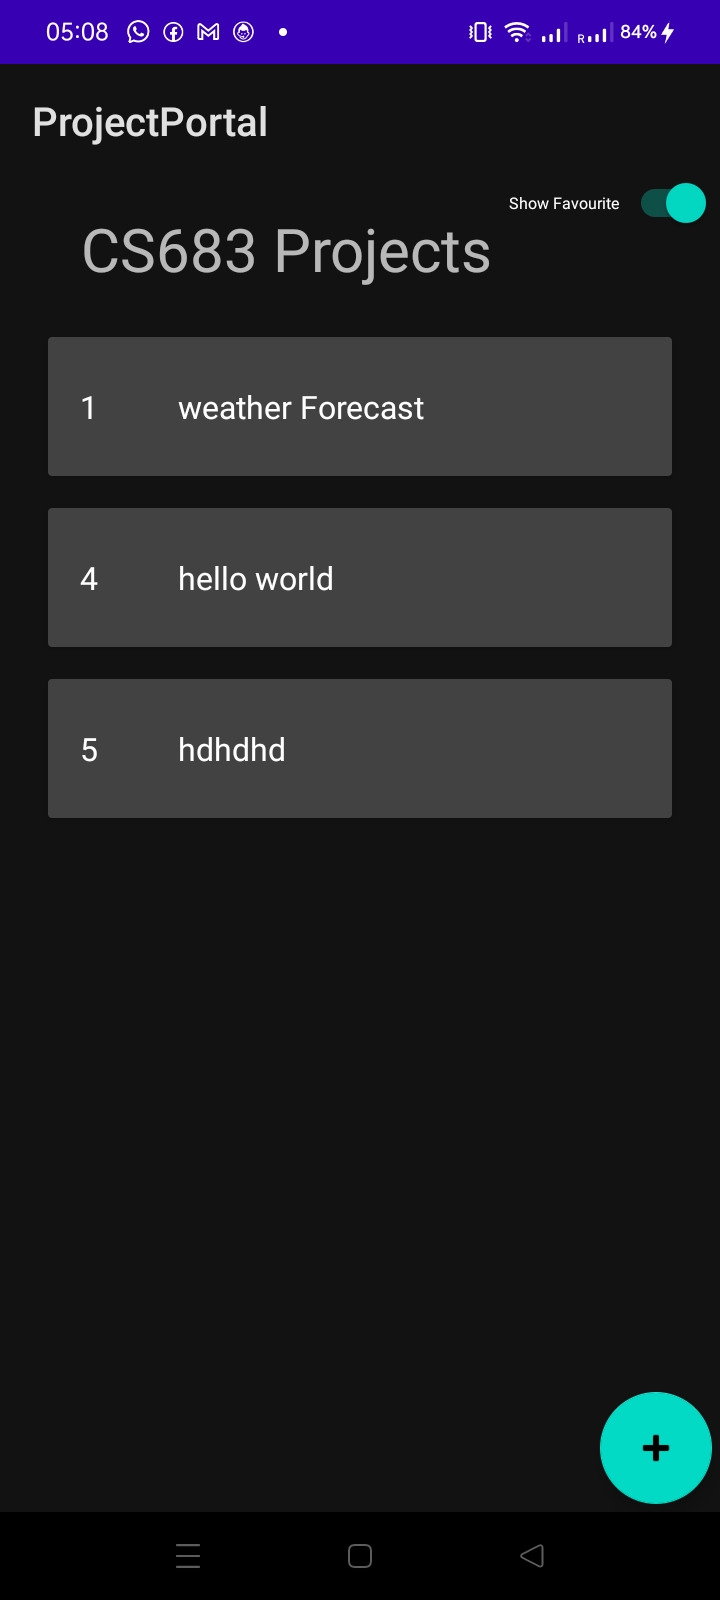 05:08 R 84%
ProjectPortal
Show Favourite
CS683 Projects
1 weather Forecast
4 hello world
5 hdhdhd